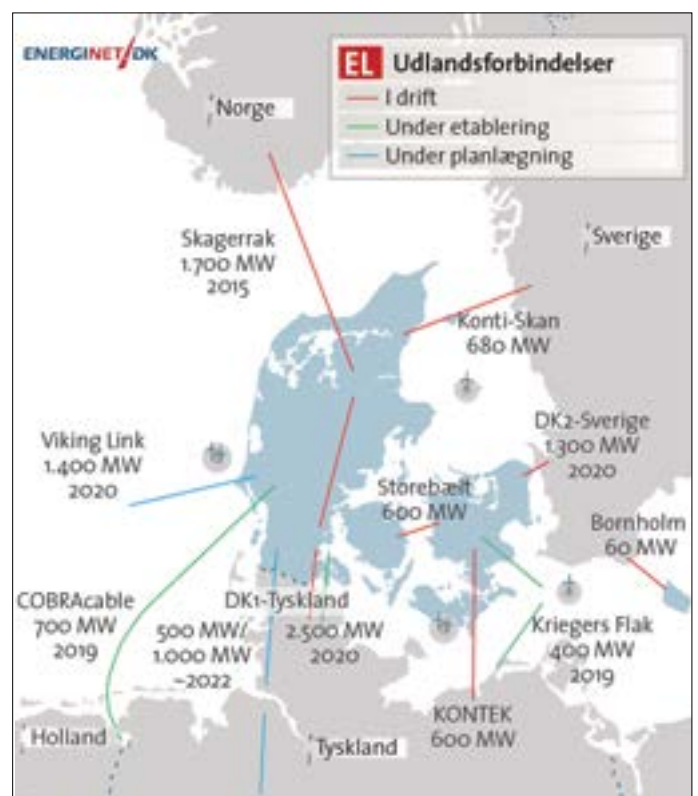 ENERGINET/DK
EL Udlandsforbindelser
I drift
Under etablering
Under planlægning
Norge
Sverige
Skagerrak
1.700 MW
2015
Konti-Skan
680 MW
Viking Link
1.400 MW
2020
DK2-Sverige
1.300 MW
2020
Storebælt
600 MW
Bornholm
60 MW
COBRAcable
700 MW
2019
DK1-Tyskland
500 MW/
1.000 MW
~2022
2.500 MW
2020
Kriegers Flak
400 MW
2019
KONTEK
600 MW
Holland
Tyskland